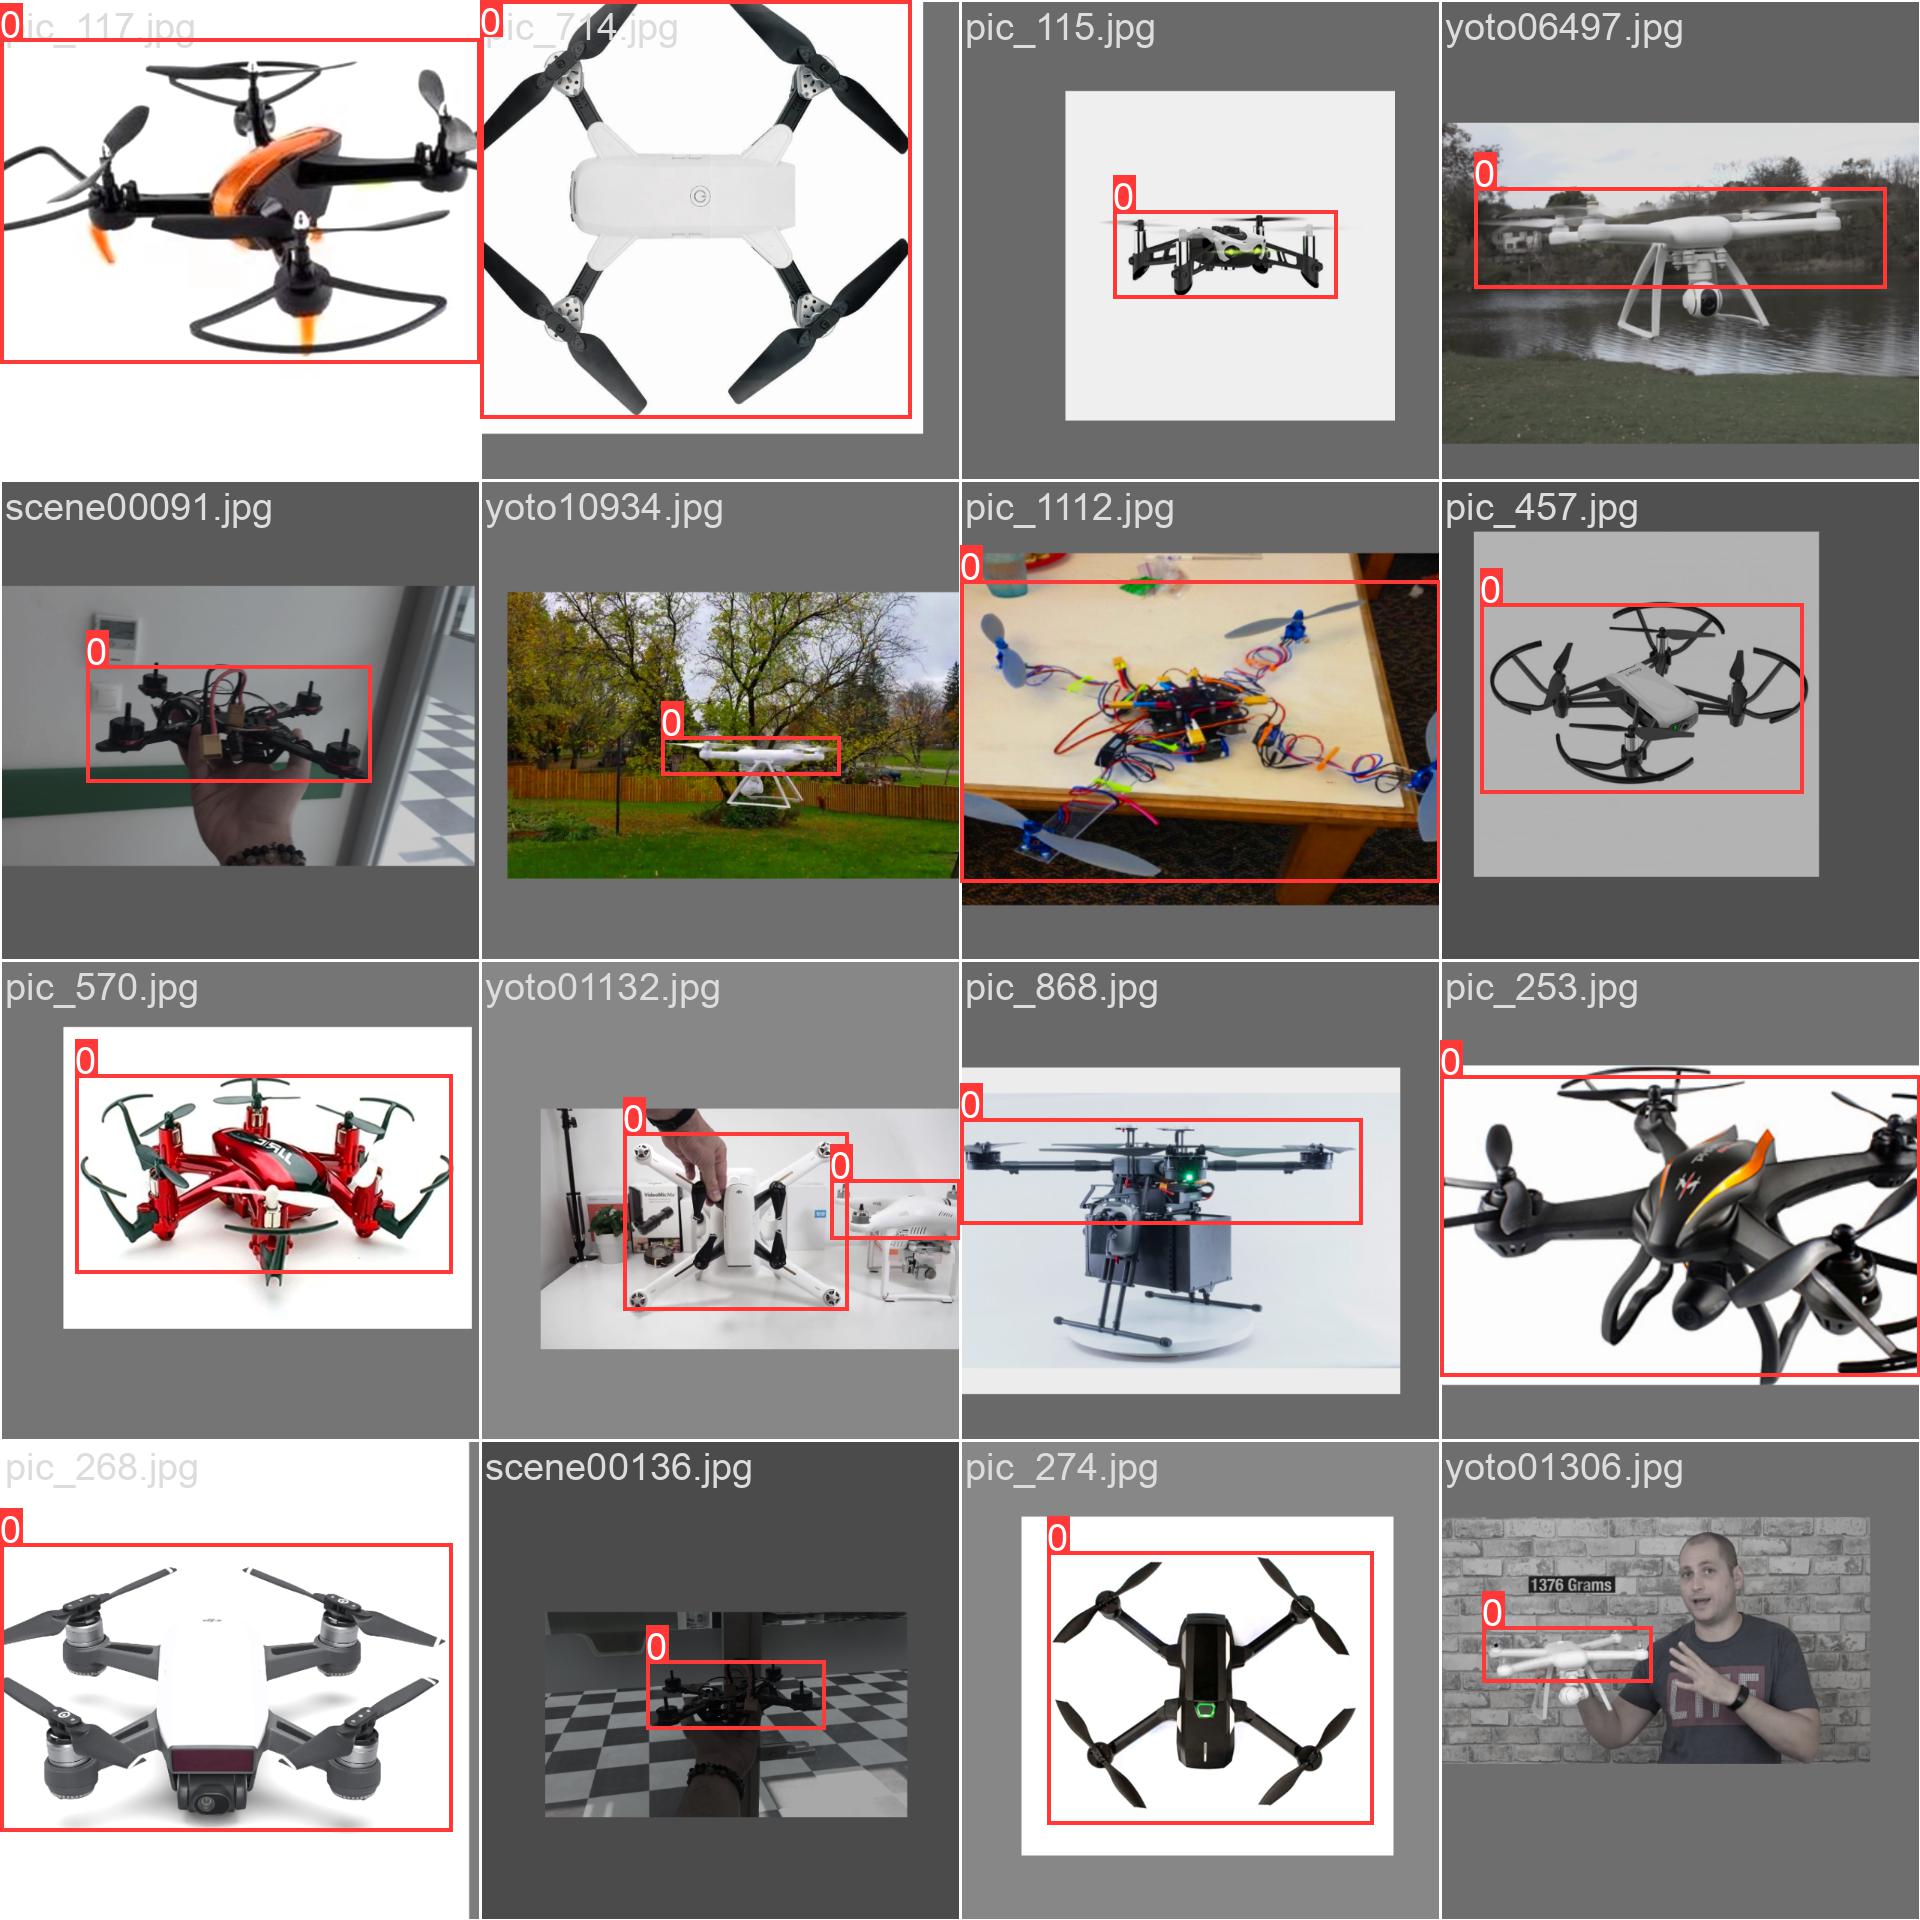 0
pic_117.jpg
0
pic_714.jpg
pic_115.jpg
0
yoto06497.jpg
0
scene00091.jpg
0
yoto10934.jpg
0
pic_1112.jpg
0
pic_457.jpg
0
pic_570.jpg
0
yoto01132.jpg
0
0
VideoMic Me
pic_868.jpg
0
pic_253.jpg
0
pic_268.jpg
0
scene00136.jpg
0
pic_274.jpg
0
yoto01306.jpg
1376 Grams
0